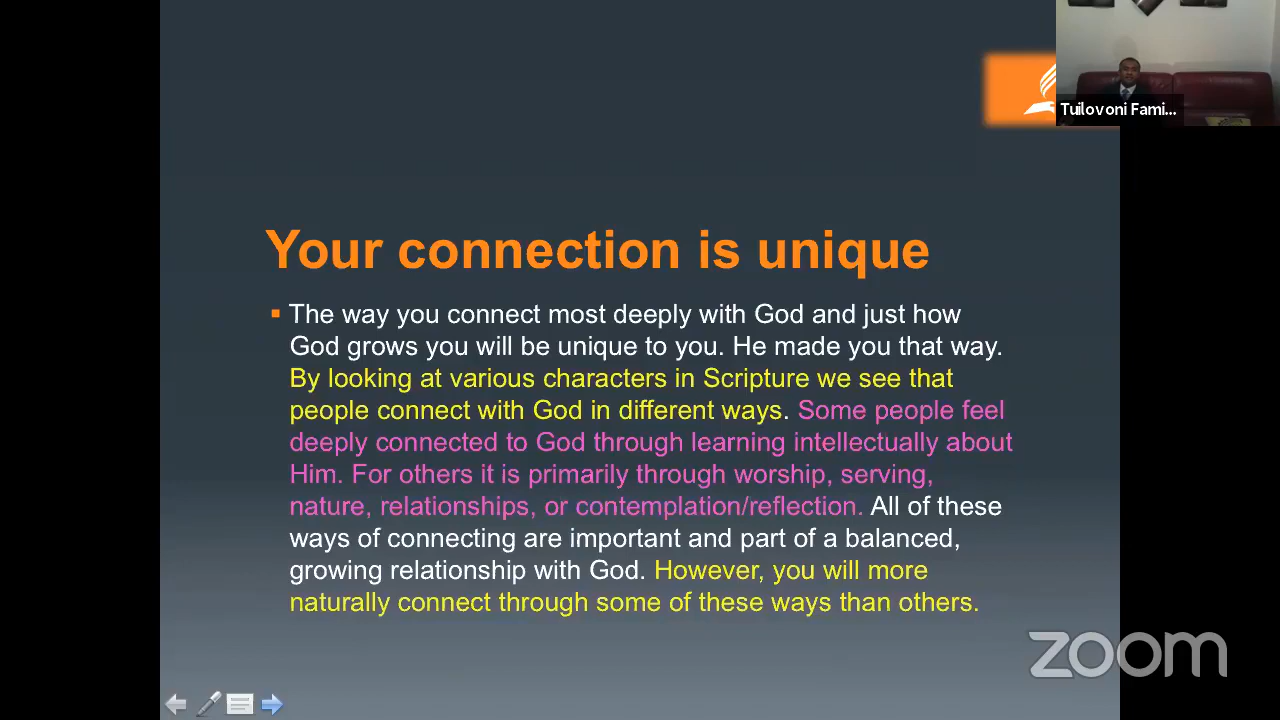 Tuilovoni Fami...
Your connection is unique
The way you connect most deeply with God and just how
God grows you will be unique to you. He made you that way.
By looking at various characters in Scripture we see that
people connect with God in different ways. Some people feel
deeply connected to God through learning intellectually about
Him. For others it is primarily through worship, serving,
nature, relationships, or contemplation/reflection. All of these
ways of connecting are important and part of a balanced,
growing relationship with God. However, you will more
naturally connect through some of these ways than others.
zoom